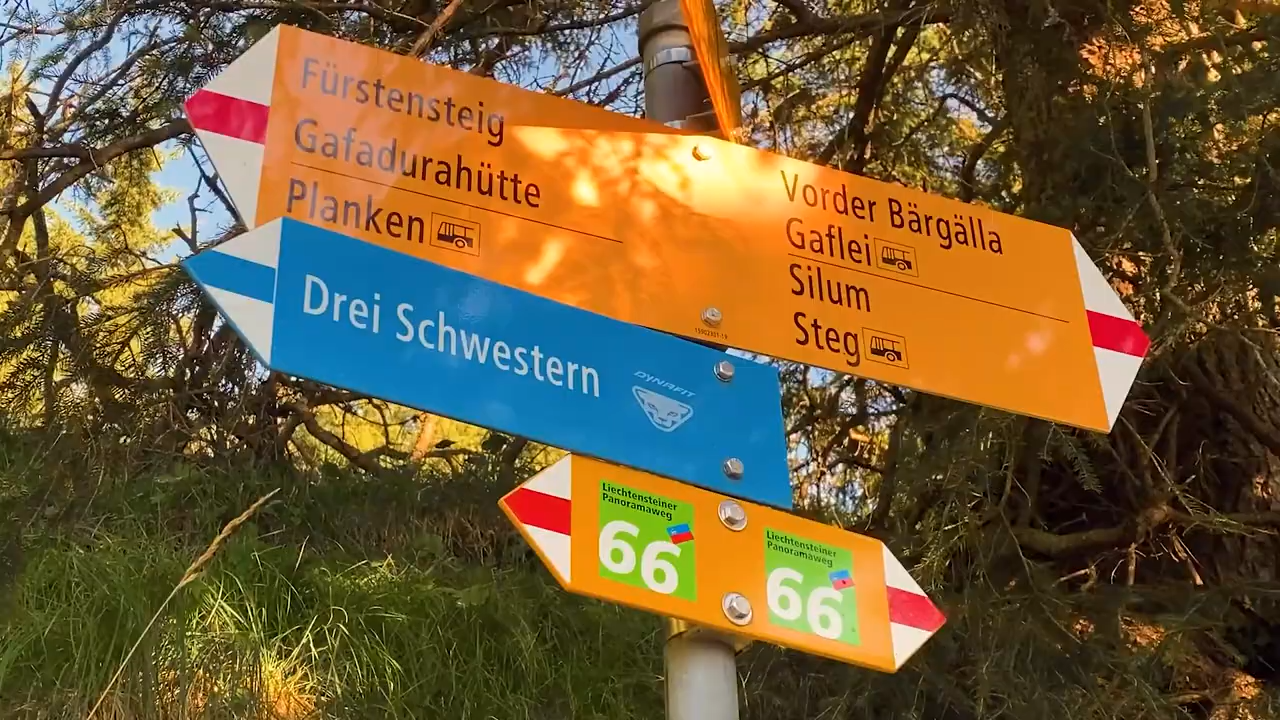 Fürstensteig
Gafadurahütte
Planken
Vorder Bärgälla
Gaflei
Silum
Steg
Drei Schwestern
DYNAFIT
Liechtensteiner
Panoramaweg
66
Liechtensteiner
Panoramaweg
66